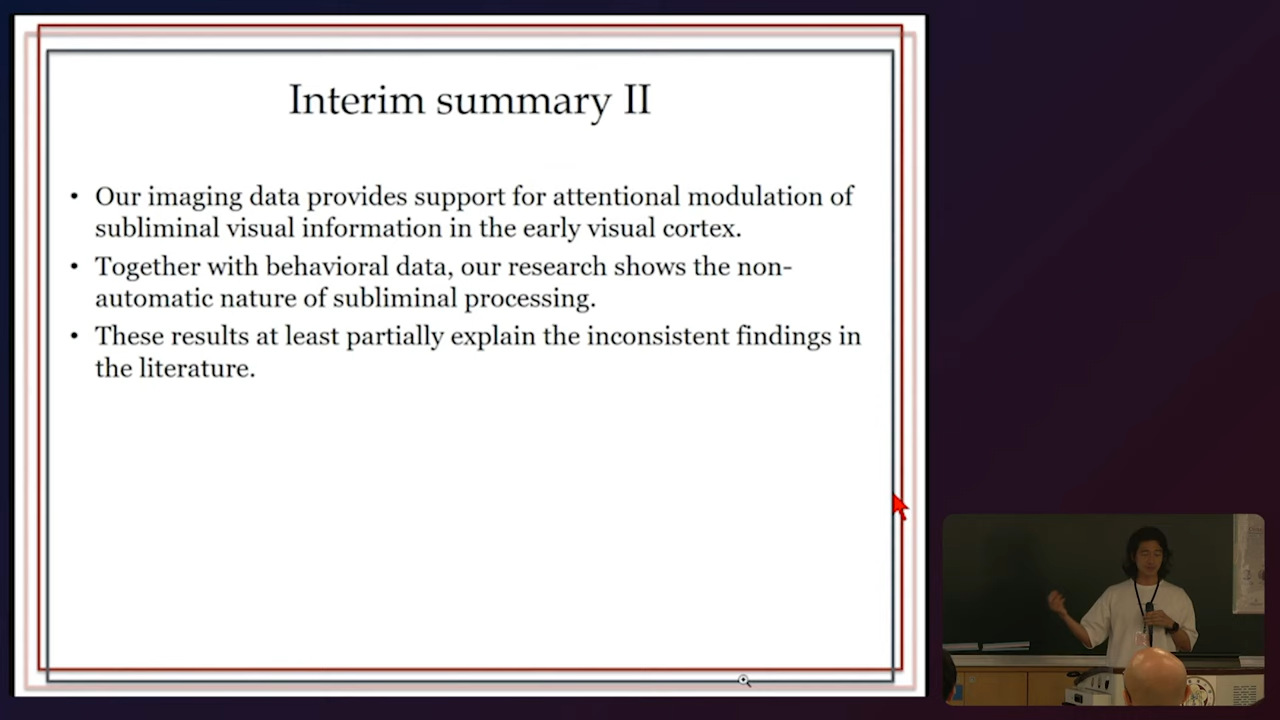 Interim summary II
• Our imaging data provides support for attentional modulation of
subliminal visual information in the early visual cortex.
• Together with behavioral data, our research shows the non-
automatic nature of subliminal processing.
• These results at least partially explain the inconsistent findings in
the literature.